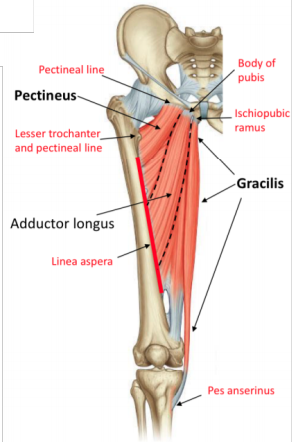 Pectineal line
Body of
pubis
Pectineus
Ischiopubic
ramus
Lesser trochanter
and pectineal line
Gracilis
Adductor longus
Linea aspera
Pes anserinus